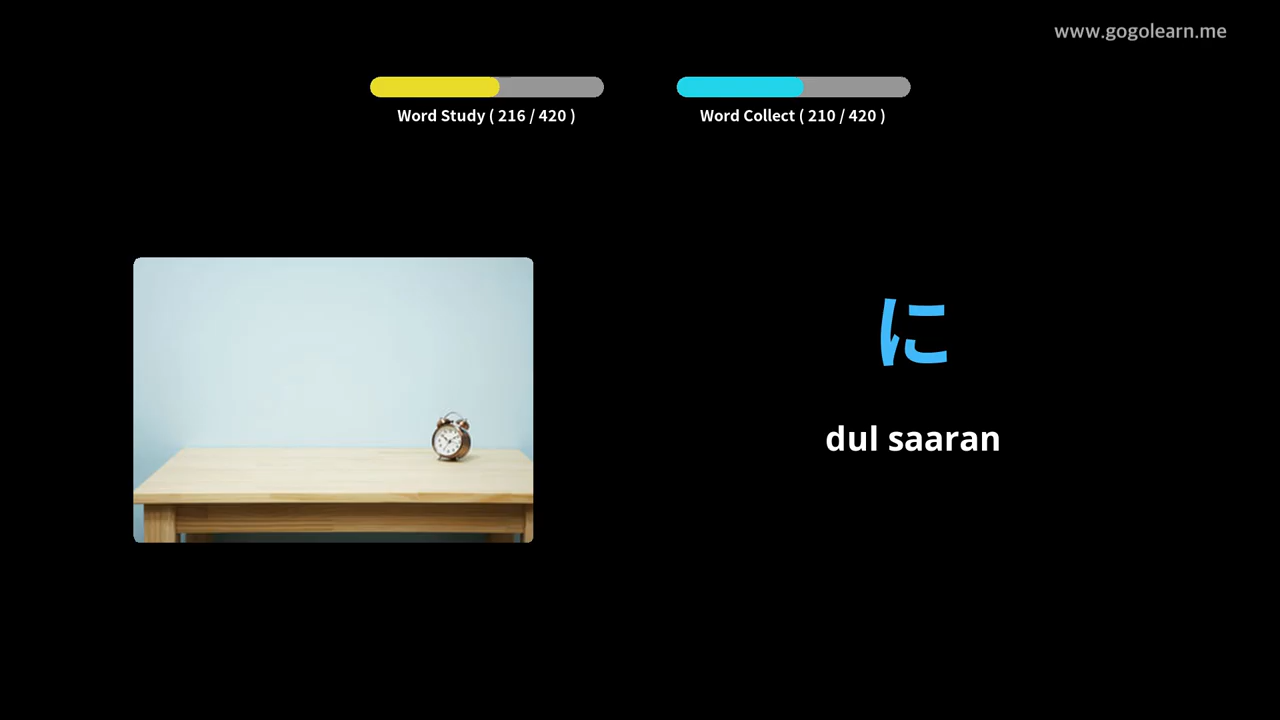 www.gogolearn.me
Word Study ( 216 / 420 )
Word Collect ( 210 / 420 )
に
dul saaran